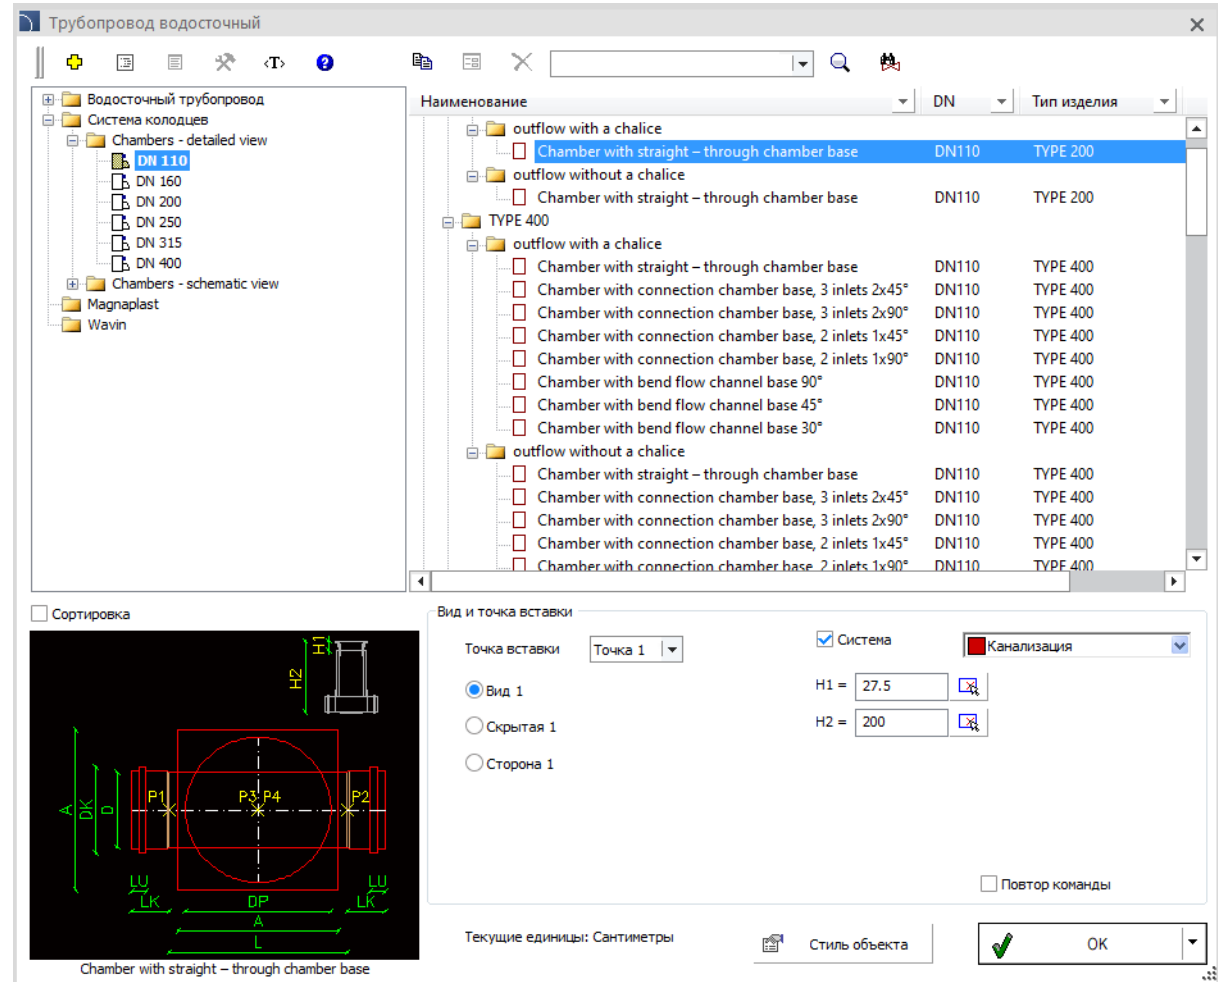 Трубопровод водосточный
‹T›
?
Водосточный трубопровод
Система колодцев
Chambers - detailed view
DN 110
DN 160
DN 200
DN 250
DN 315
DN 400
Chambers - schematic view
Magnaplast
Wavin
Наименование DN Тип изделия
outflow with a chalice
Chamber with straight – through chamber base DN110 TYPE 200
outflow without a chalice
Chamber with straight – through chamber base DN110 TYPE 200
TYPE 400
outflow with a chalice
Chamber with straight – through chamber base DN110 TYPE 400
Chamber with connection chamber base, 3 inlets 2x45° DN110 TYPE 400
Chamber with connection chamber base, 3 inlets 2x90° DN110 TYPE 400
Chamber with connection chamber base, 2 inlets 1x45° DN110 TYPE 400
Chamber with connection chamber base, 2 inlets 1x90° DN110 TYPE 400
Chamber with bend flow channel base 90° DN110 TYPE 400
Chamber with bend flow channel base 45° DN110 TYPE 400
Chamber with bend flow channel base 30° DN110 TYPE 400
outflow without a chalice
Chamber with straight – through chamber base DN110 TYPE 400
Chamber with connection chamber base, 3 inlets 2x45° DN110 TYPE 400
Chamber with connection chamber base, 3 inlets 2x90° DN110 TYPE 400
Chamber with connection chamber base, 2 inlets 1x45° DN110 TYPE 400
Chamber with connection chamber base, 2 inlets 1x90° DN110 TYPE 400
Сортировка
H1
H2
A
DK
D
P1
P3 P4
P2
LU
LU
LK
DP
LK
A
L
Chamber with straight – through chamber base
Вид и точка вставки
Точка вставки Точка 1
Вид 1
Скрытая 1
Сторона 1
Система Канализация
H1 = 27.5
H2 = 200
Повтор команды
Текущие единицы: Сантиметры
Стиль объекта
OK